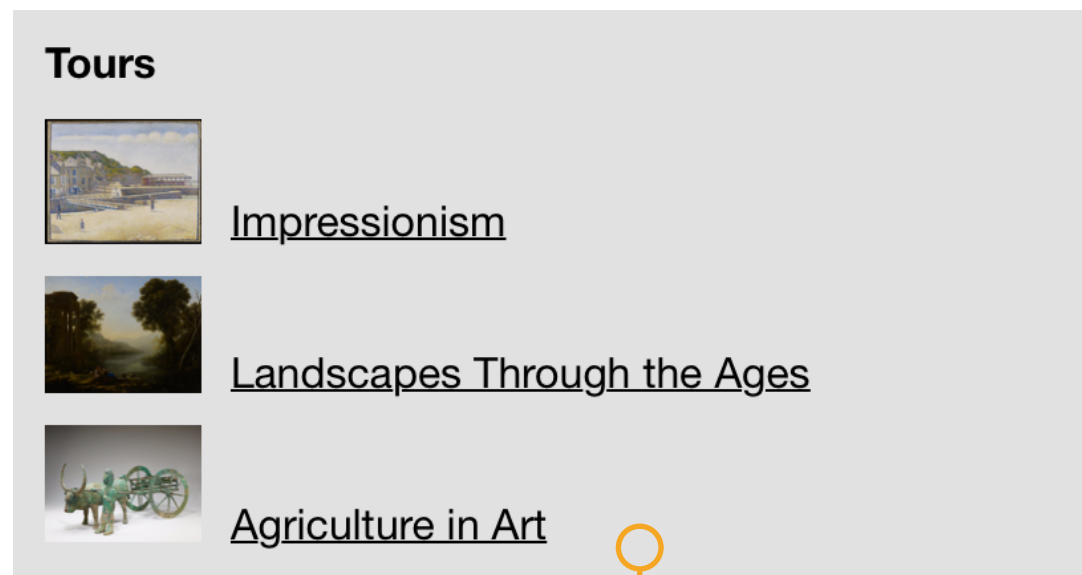 Tours
Impressionism
Landscapes Through the Ages
Agriculture in Art